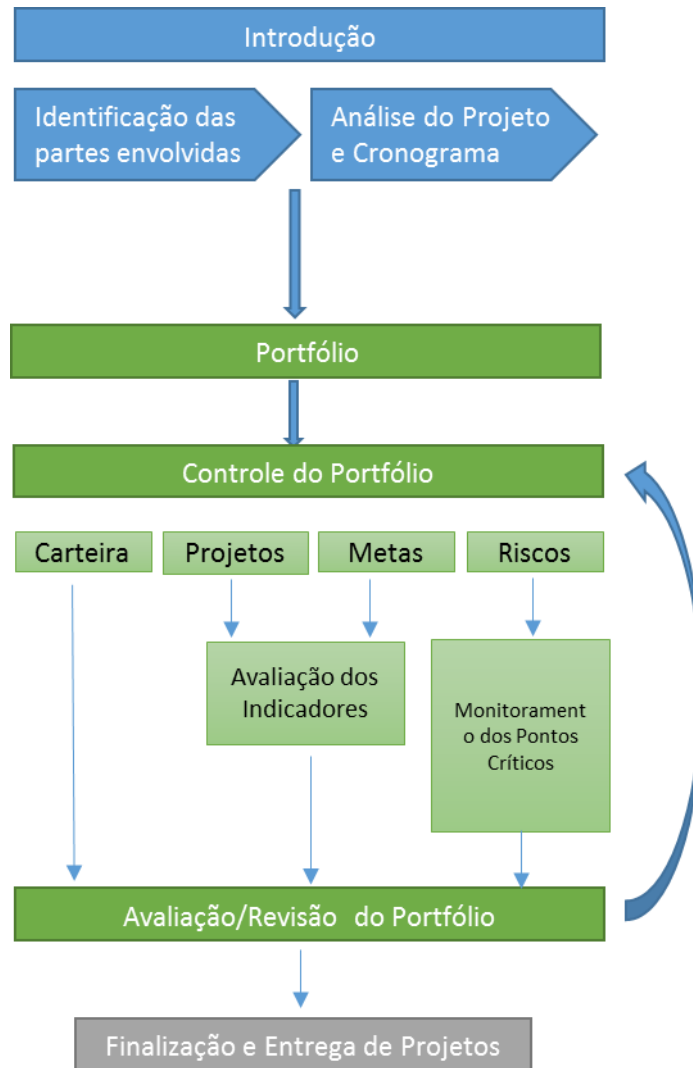 Introdução
Identificação das
partes envolvidas
Análise do Projeto
e Cronograma
Portfólio
Controle do Portfólio
Carteira
Projetos
Metas
Riscos
Avaliação dos
Indicadores
Monitorament
o dos Pontos
Críticos
Avaliação/Revisão do Portfólio
Finalização e Entrega de Projetos